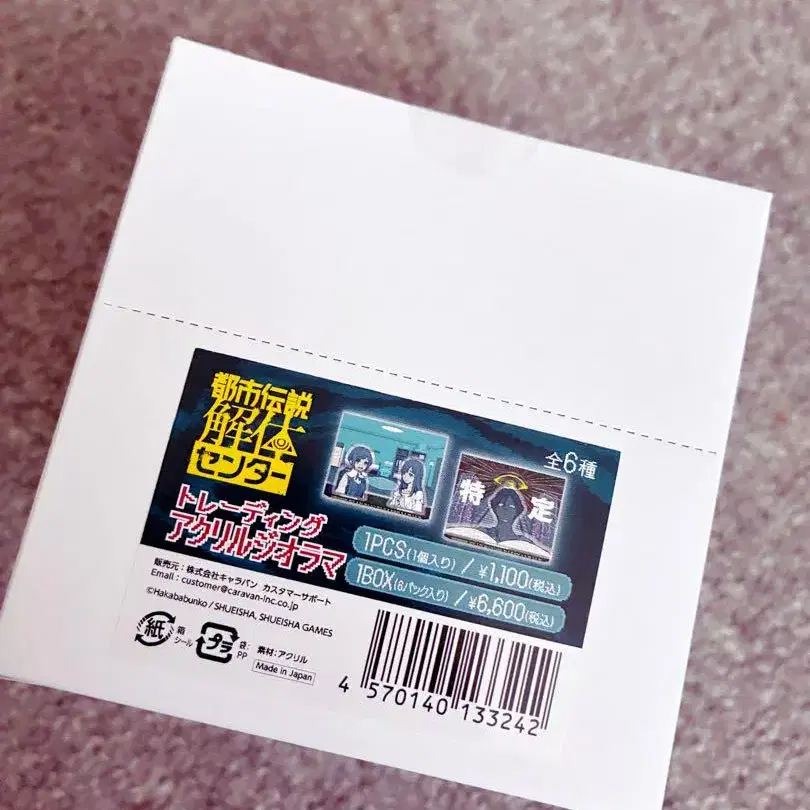 都市伝説
解体
センター
トレーディング
アクリルジオラマ
特定
全6種
1PCS(1個入り) / ¥1,100(税込)
1BOX(6パック入り) / ¥6,600(税込)
販売元:株式会社キャラバン カスタマーサポート
Email : customer@caravan-inc.co.jp
©Hakababunko / SHUEISHA, SHUEISHA GAMES
紙
箱
シール
プラ
袋:
PP
素材:アクリル
Made in Japan
4 570140 133242